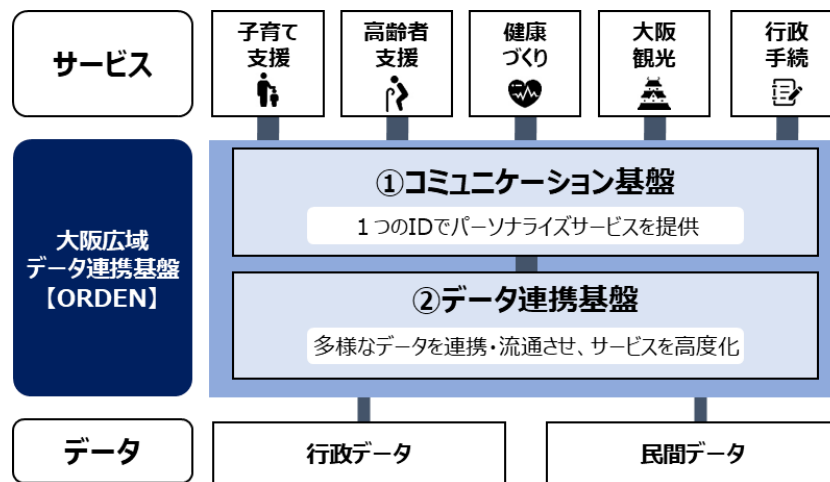 サービス
子育て
支援
高齢者
支援
健康
づくり
大阪
観光
行政
手続
大阪広域
データ連携基盤
【ORDEN】
①コミュニケーション基盤
１つのIDでパーソナライズサービスを提供
②データ連携基盤
多様なデータを連携・流通させ、サービスを高度化
データ
行政データ
民間データ